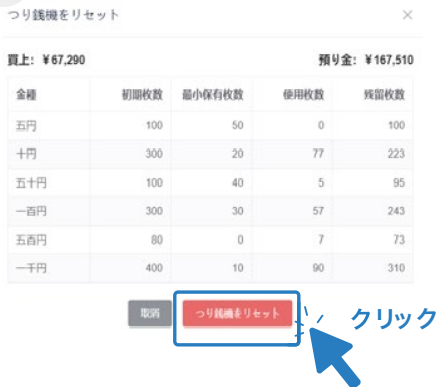 つり銭機をリセット ×
買上: ¥67,290 預り金: ¥167,510
金種 初期枚数 最小保有枚数 使用枚数 残留枚数
五円 100 50 0 100
十円 300 20 77 223
五十円 100 40 5 95
一百円 300 30 57 243
五百円 80 0 7 73
一千円 400 10 90 310
取消 つり銭機をリセット クリック